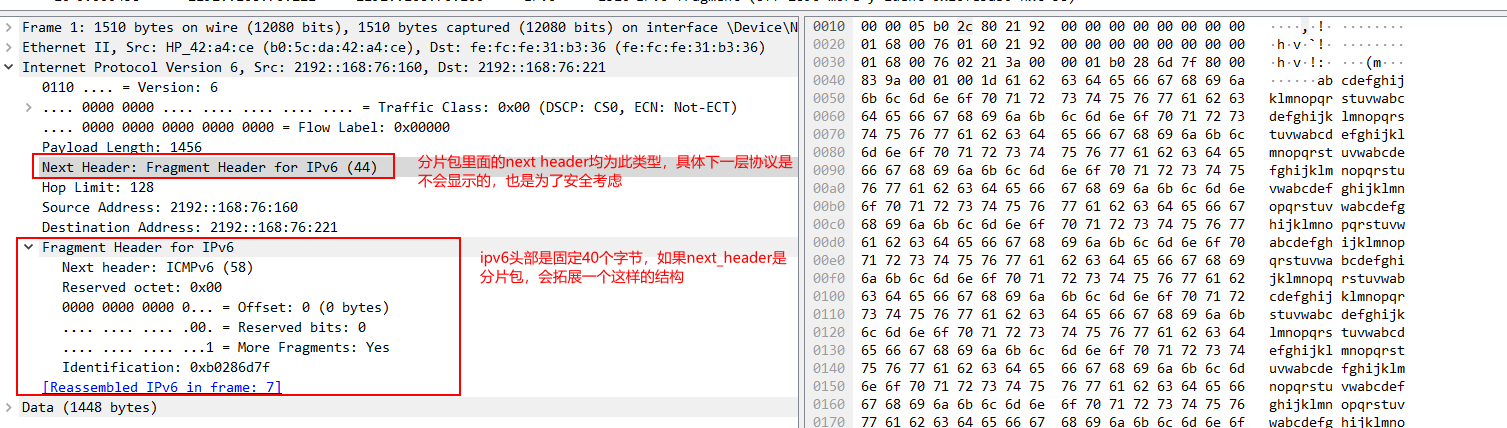 Frame 1: 1510 bytes on wire (12080 bits), 1510 bytes captured (12080 bits) on interface \Device\N
Ethernet II, Src: HP_42:a4:ce (b0:5c:da:42:a4:ce), Dst: fe:fc:fe:31:b3:36 (fe:fc:fe:31:b3:36)
Internet Protocol Version 6, Src: 2192::168:76:160, Dst: 2192::168:76:221
0110 .... = Version: 6
.... 0000 0000 .... .... .... .... .... = Traffic Class: 0x00 (DSCP: CS0, ECN: Not-ECT)
.... 0000 0000 0000 0000 0000 = Flow Label: 0x00000
Payload Length: 1456
Next Header: Fragment Header for IPv6 (44)
分片包里面的next header均为此类型，具体下一层协议是
不会显示的，也是为了安全考虑
Hop Limit: 128
Source Address: 2192::168:76:160
Destination Address: 2192::168:76:221
Fragment Header for IPv6
Next header: ICMPv6 (58)
Reserved octet: 0x00
0000 0000 0000 0... = Offset: 0 (0 bytes)
.... .... .... .00. = Reserved bits: 0
.... .... .... ...1 = More Fragments: Yes
Identification: 0xb0286d7f
[Reassembled IPv6 in frame: 7]
Data (1448 bytes)
ipv6头部是固定40个字节，如果next_header是
分片包，会拓展一个这样的结构
0010 00 00 05 b0 2c 80 21 92 00 00 00 00 00 00 00 00 ····,·!· ········
0020 01 68 00 76 01 60 21 92 00 00 00 00 00 00 00 00 ·h·v·`!· ········
0030 01 68 00 76 02 21 3a 00 00 01 b0 28 6d 7f 80 00 ·h·v·!:· ···(m···
0040 83 9a 00 01 00 1d 61 62 63 64 65 66 67 68 69 6a ······ab cdefghij
0050 6b 6c 6d 6e 6f 70 71 72 73 74 75 76 77 61 62 63 klmnopqr stuvwabc
0060 64 65 66 67 68 69 6a 6b 6c 6d 6e 6f 70 71 72 73 defghijk lmnopqrs
0070 74 75 76 77 61 62 63 64 65 66 67 68 69 6a 6b 6c tuvwabcd efghijkl
0080 6d 6e 6f 70 71 72 73 74 75 76 77 61 62 63 64 65 mnopqrst uvwabcde
0090 66 67 68 69 6a 6b 6c 6d 6e 6f 70 71 72 73 74 75 fghijklm nopqrstu
00a0 76 77 61 62 63 64 65 66 67 68 69 6a 6b 6c 6d 6e vwabcdef ghijklmn
00b0 6f 70 71 72 73 74 75 76 77 61 62 63 64 65 66 67 opqrstuv wabcdefg
00c0 68 69 6a 6b 6c 6d 6e 6f 70 71 72 73 74 75 76 77 hijklmno pqrstuvw
00d0 61 62 63 64 65 66 67 68 69 6a 6b 6c 6d 6e 6f 70 abcdefgh ijklmnop
00e0 71 72 73 74 75 76 77 61 62 63 64 65 66 67 68 69 qrstuvwa bcdefghi
00f0 6a 6b 6c 6d 6e 6f 70 71 72 73 74 75 76 77 61 62 jklmnopq rstuvwab
0100 63 64 65 66 67 68 69 6a 6b 6c 6d 6e 6f 70 71 72 cdefghij klmnopqr
0110 73 74 75 76 77 61 62 63 64 65 66 67 68 69 6a 6b stuvwabc defghijk
0120 6c 6d 6e 6f 70 71 72 73 74 75 76 77 61 62 63 64 lmnopqrs tuvwabcd
0130 65 66 67 68 69 6a 6b 6c 6d 6e 6f 70 71 72 73 74 efghijkl mnopqrst
0140 75 76 77 61 62 63 64 65 66 67 68 69 6a 6b 6c 6d uvwabcde fghijklm
0150 6e 6f 70 71 72 73 74 75 76 77 61 62 63 64 65 66 nopqrstu vwabcdef
0160 67 68 69 6a 6b 6c 6d 6e 6f 70 71 72 73 74 75 76 ghijklmn opqrstuv
0170 77 61 62 63 64 65 66 67 68 69 6a 6b 6c 6d 6e 6f wabcdefg hijklmno